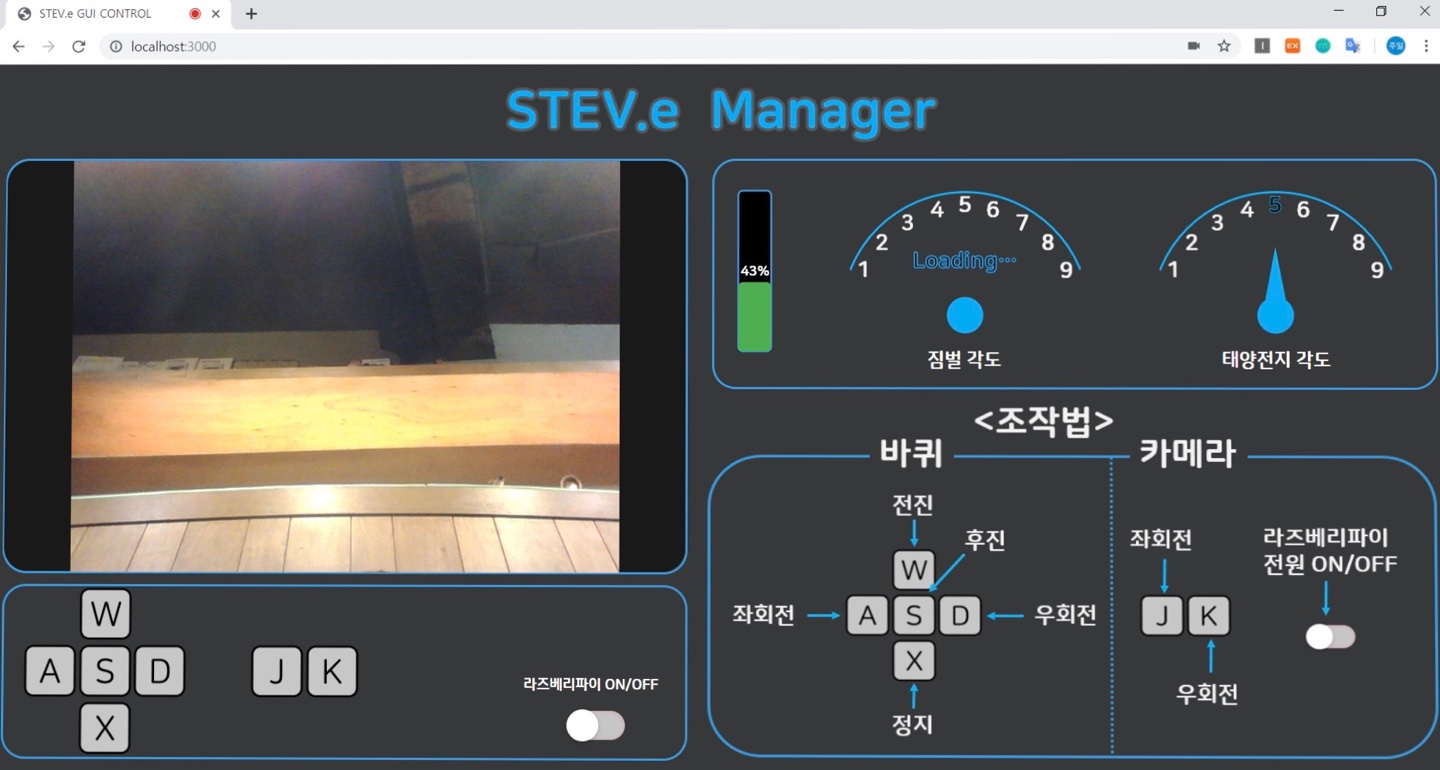 STEV.e GUI CONTROL
localhost:3000
EX
주일
STEV.e Manager
43%
1 2 3 4 5 6 7 8 9
Loading···
짐벌 각도
1 2 3 4 5 6 7 8 9
태양전지 각도
W
A S D
X
J K
라즈베리파이 ON/OFF
<조작법>
바퀴
카메라
전진
후진
W
좌회전
A S D
우회전
X
정지
좌회전
J K
우회전
라즈베리파이
전원 ON/OFF